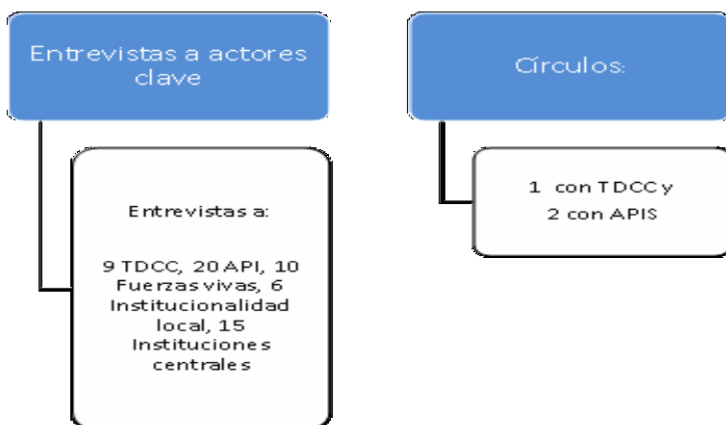 Entrevistas a actores
clave
Entrevistas a:
9 TDCC, 20 API, 10
Fuerzas vivas, 6
Institucionalidad
local, 15
Instituciones
centrales
Círculos:
1 con TDCC y
2 con APIS